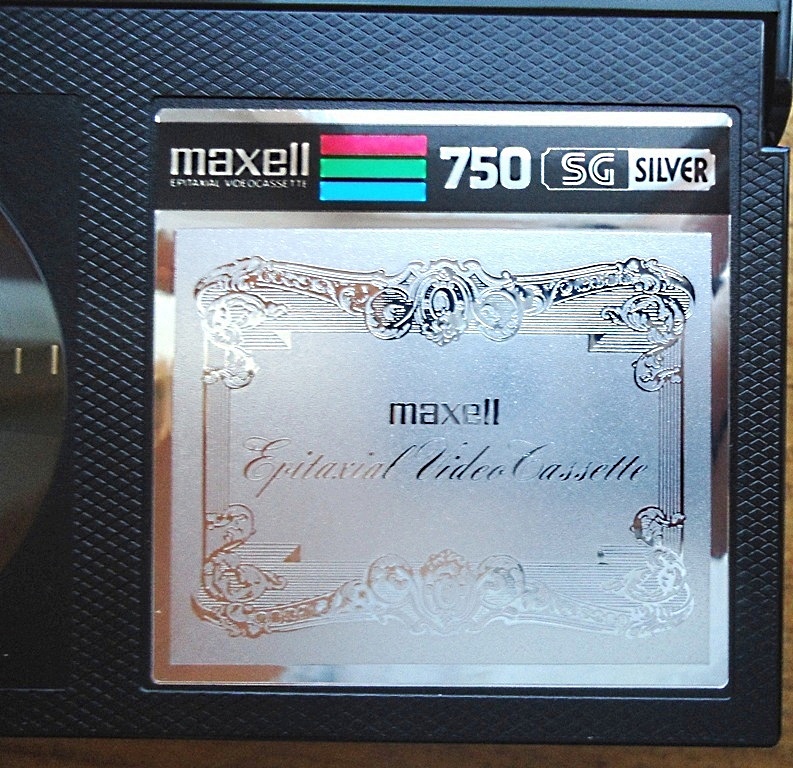 maxell 750 SG SILVER
EPITAXIAL VIDEOCASSETTE
maxell
Epitaxial Video Cassette